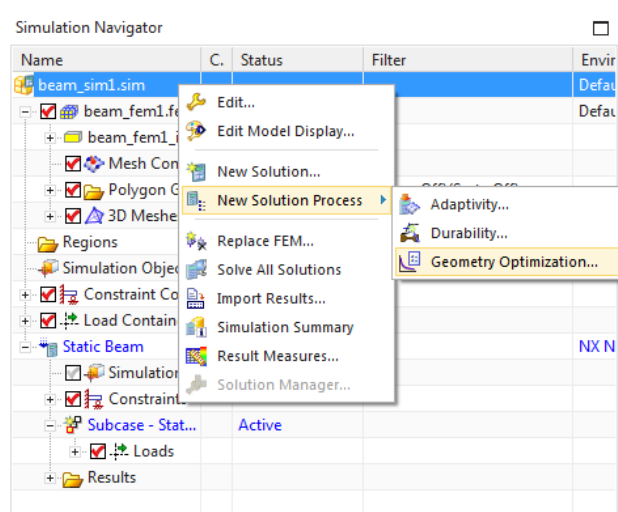 Simulation Navigator
Name C. Status Filter Envir
beam_sim1.sim Defau
beam_fem1.fe Defau
beam_fem1_i
Mesh Con
Polygon G
3D Meshe
Regions
Simulation Objec
Constraint Co
Load Contain
Static Beam NX N
Simulation
Constraints
Subcase - Stat... Active
Loads
Results
Edit...
Edit Model Display...
New Solution...
New Solution Process
Replace FEM...
Solve All Solutions
Import Results...
Simulation Summary
Result Measures...
Solution Manager...
Adaptivity...
Durability...
Geometry Optimization...